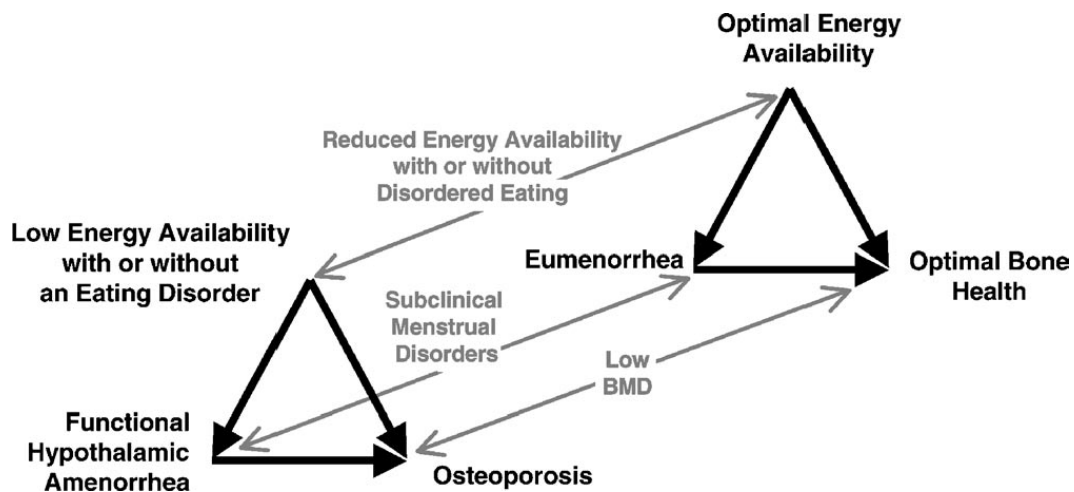 Optimal Energy
Availability
Reduced Energy Availability
with or without
Disordered Eating
Low Energy Availability
with or without
an Eating Disorder
Eumenorrhea
Optimal Bone
Health
Subclinical
Menstrual
Disorders
Low
BMD
Functional
Hypothalamic
Amenorrhea
Osteoporosis